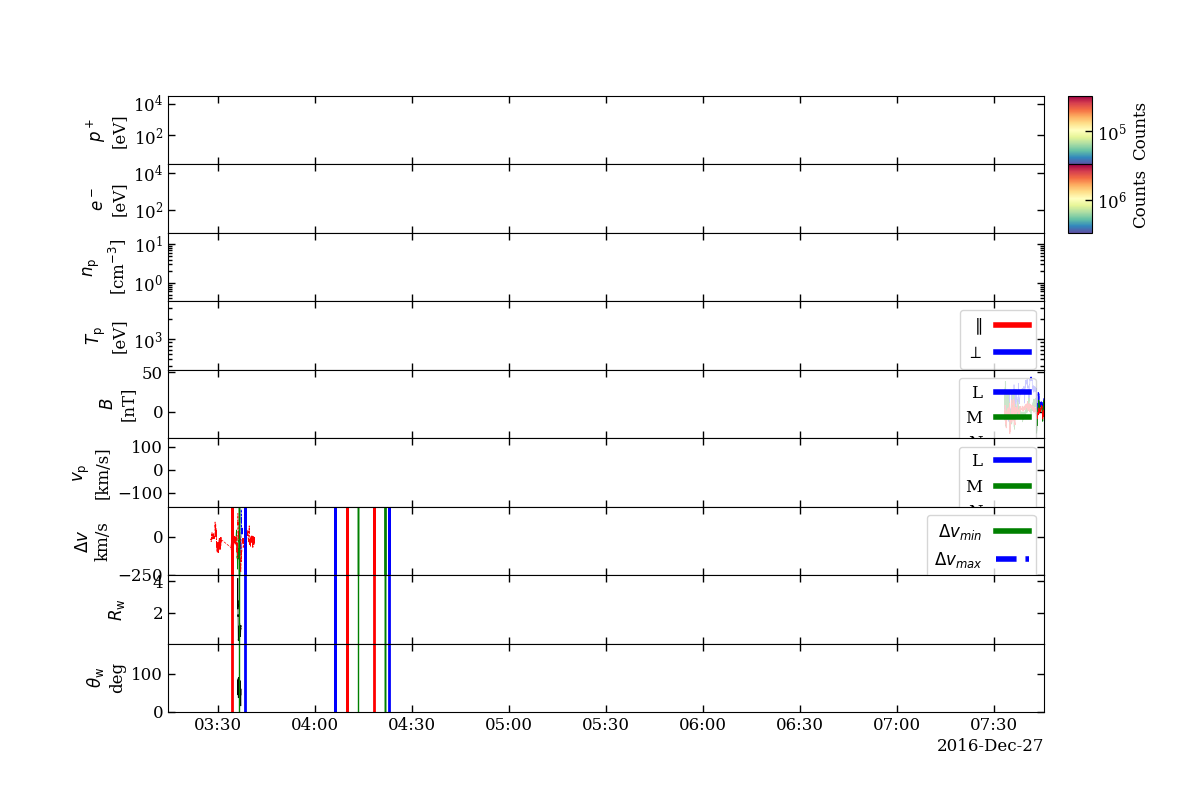 p⁺
[eV]
10⁴
10²
Counts
10⁵
e⁻
[eV]
10⁴
10²
Counts
10⁶
nₚ
[cm⁻³]
10¹
10⁰
Tₚ
[eV]
10³
∥
⊥
B
[nT]
50
0
L
M
vₚ
[km/s]
100
0
−100
L
M
Δv
km/s
0
−250
Δv_min
Δv_max
R_w
4
2
θ_w
deg
100
0
03:30 04:00 04:30 05:00 05:30 06:00 06:30 07:00 07:30
2016-Dec-27